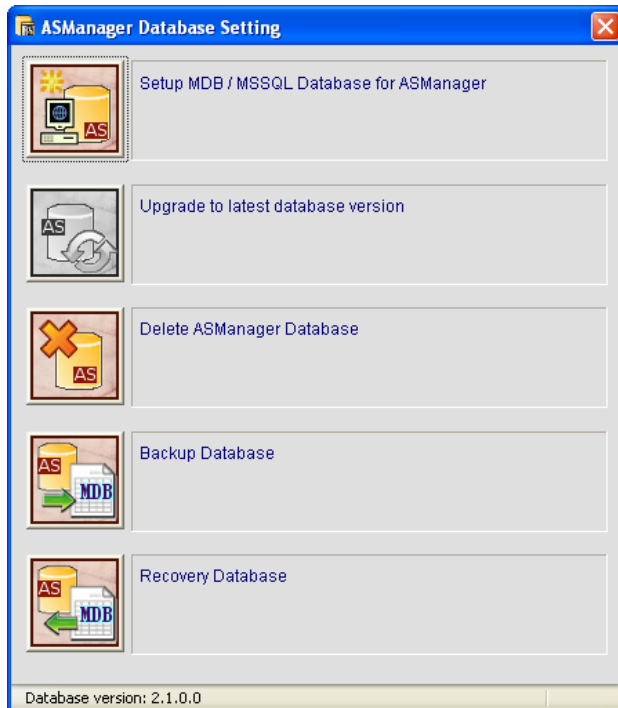 ASManager Database Setting
Setup MDB / MSSQL Database for ASManager
AS
Upgrade to latest database version
AS
Delete ASManager Database
AS
Backup Database
AS
MDB
Recovery Database
AS
MDB
Database version: 2.1.0.0